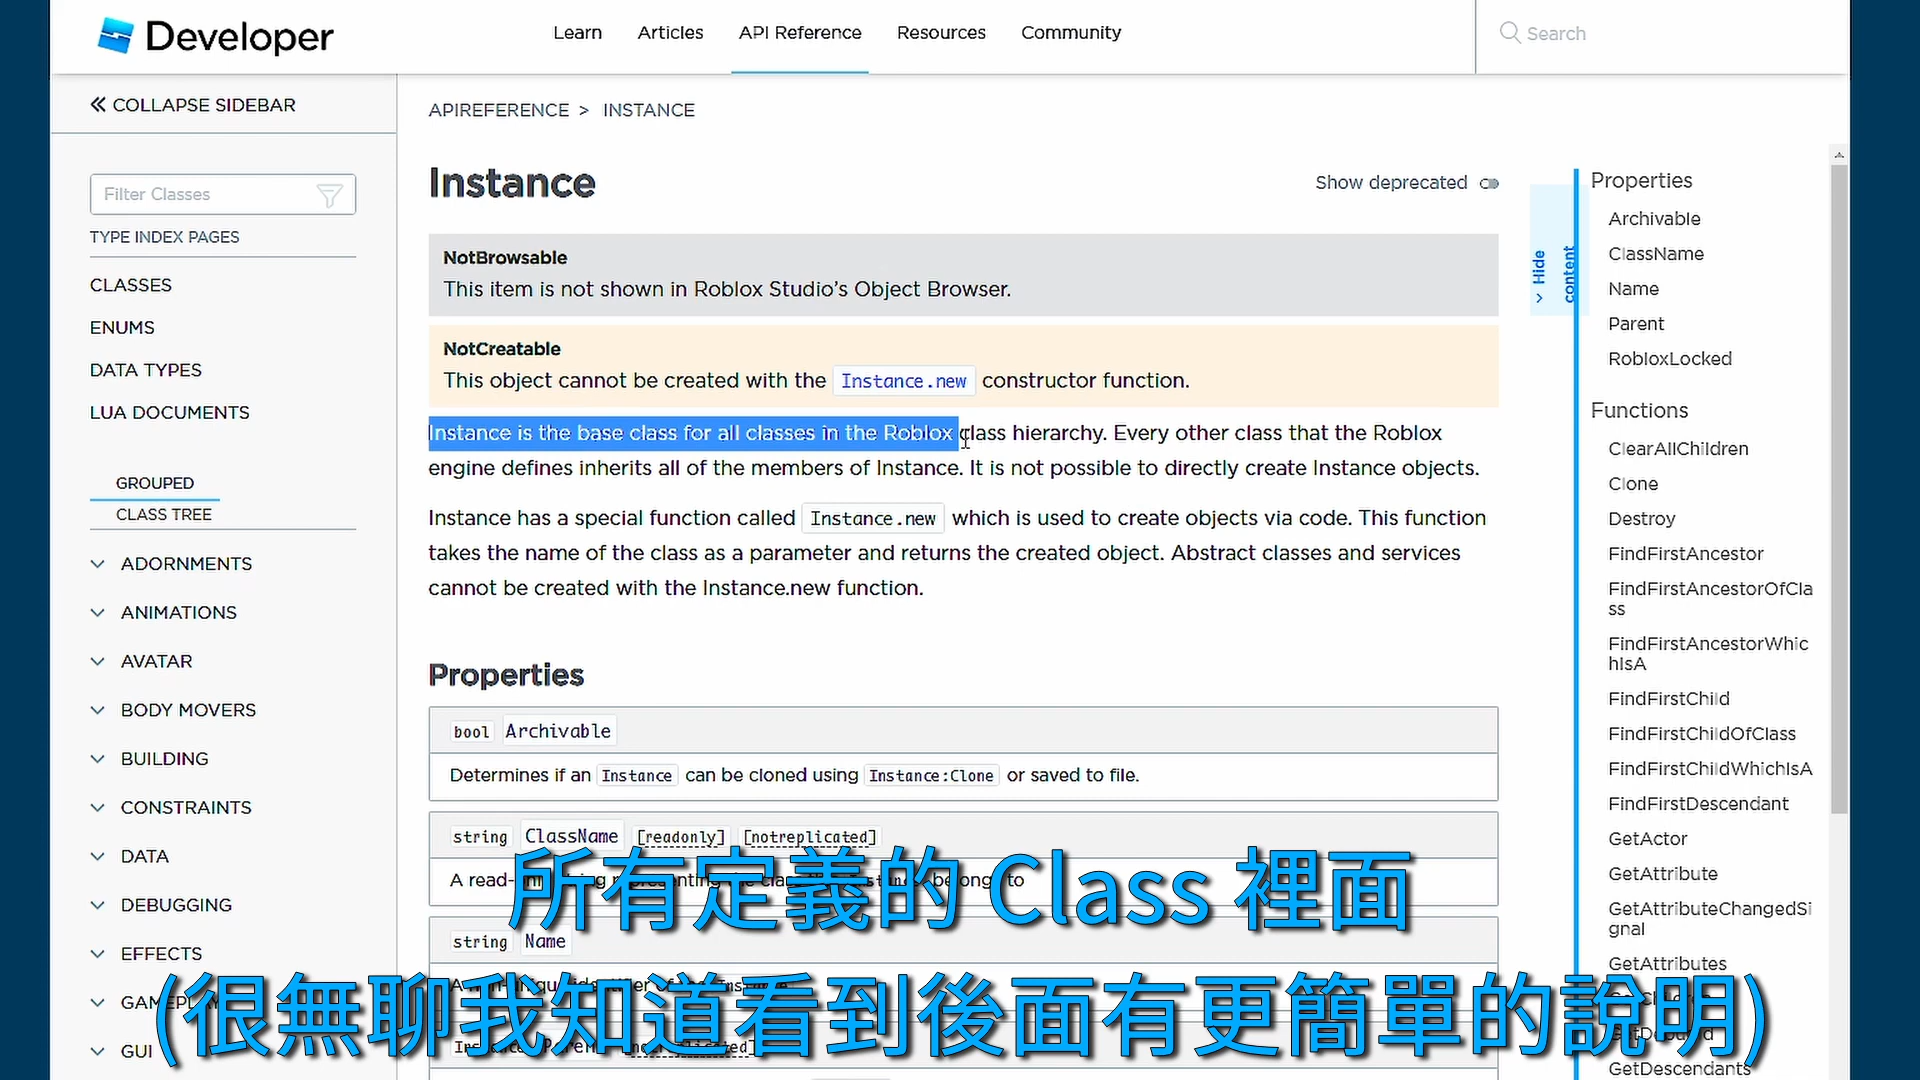 Developer
Learn
Articles
API Reference
Resources
Community
Search
COLLAPSE SIDEBAR
Filter Classes
TYPE INDEX PAGES
CLASSES
ENUMS
DATA TYPES
LUA DOCUMENTS
GROUPED
CLASS TREE
ADORNMENTS
ANIMATIONS
AVATAR
BODY MOVERS
BUILDING
CONSTRAINTS
DATA
DEBUGGING
EFFECTS
GUI
APIREFERENCE > INSTANCE
Instance
Show deprecated
NotBrowsable
This item is not shown in Roblox Studio's Object Browser.
NotCreatable
This object cannot be created with the Instance.new constructor function.
Instance is the base class for all classes in the Roblox class hierarchy. Every other class that the Roblox
engine defines inherits all of the members of Instance. It is not possible to directly create Instance objects.
Instance has a special function called Instance.new which is used to create objects via code. This function
takes the name of the class as a parameter and returns the created object. Abstract classes and services
cannot be created with the Instance.new function.
Properties
bool Archivable
Determines if an Instance can be cloned using Instance:Clone or saved to file.
string ClassName [readonly] [notreplicated]
A read-
string Name
Hide
content
Properties
Archivable
ClassName
Name
Parent
RobloxLocked
Functions
ClearAllChildren
Clone
Destroy
FindFirstAncestor
FindFirstAncestorOfCla
ss
FindFirstAncestorWhic
hIsA
FindFirstChild
FindFirstChildOfClass
FindFirstChildWhichIsA
FindFirstDescendant
GetActor
GetAttribute
GetAttributeChangedSi
gnal
GetAttributes
GetDescendants
所有定義的 Class 裡面
(很無聊我知道看到後面有更簡單的說明)